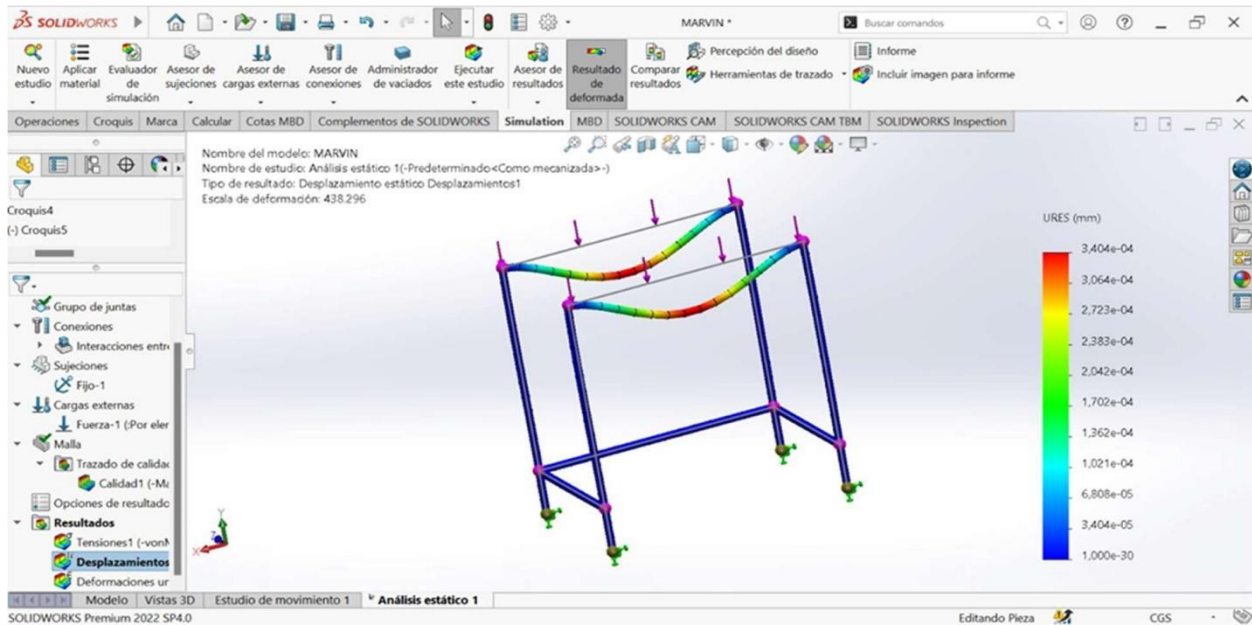 SOLIDWORKS
MARVIN *
Buscar comandos
Nuevo estudio
Aplicar material
Evaluador de simulación
Asesor de sujeciones
Asesor de cargas externas
Asesor de conexiones
Administrador de vaciados
Ejecutar este estudio
Asesor de resultados
Resultado de deformada
Comparar resultados
Percepción del diseño
Herramientas de trazado
Informe
Incluir imagen para informe
Operaciones Croquis Marca Calcular Cotas MBD Complementos de SOLIDWORKS Simulation MBD SOLIDWORKS CAM SOLIDWORKS CAM TBM SOLIDWORKS Inspection
Nombre del modelo: MARVIN
Nombre de estudio: Análisis estático 1(-Predeterminado<Como mecanizada>-)
Tipo de resultado: Desplazamiento estático Desplazamientos1
Escala de deformación: 438.296
Croquis4
(-) Croquis5
Grupo de juntas
Conexiones
Interacciones entre
Sujeciones
Fijo-1
Cargas externas
Fuerza-1 (:Por eler
Malla
Trazado de calidad
Calidad1 (-Ma
Opciones de resultado
Resultados
Tensiones1 (-vonM
Desplazamientos
Deformaciones un
URES (mm)
3,404e-04
3,064e-04
2,723e-04
2,383e-04
2,042e-04
1,702e-04
1,362e-04
1,021e-04
6,808e-05
3,404e-05
1,000e-30
Y
X
Modelo Vistas 3D Estudio de movimiento 1 Análisis estático 1
SOLIDWORKS Premium 2022 SP4.0
Editando Pieza
CGS